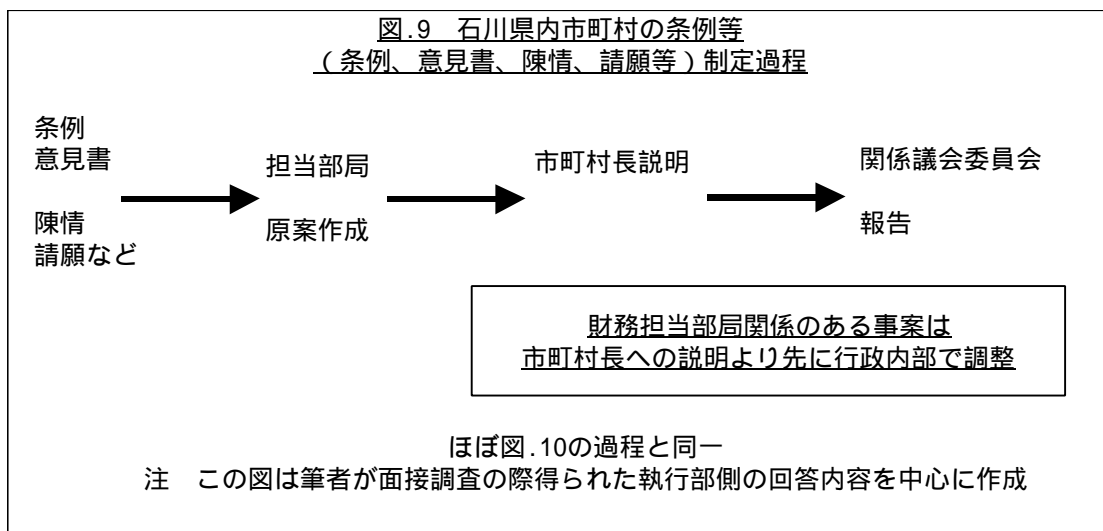 図.9　石川県内市町村の条例等
（条例、意見書、陳情、請願等）制定過程
条例
意見書
陳情
請願など
担当部局
原案作成
市町村長説明
関係議会委員会
報告
財務担当部局関係のある事案は
市町村長への説明より先に行政内部で調整
ほぼ図.10の過程と同一
注　この図は筆者が面接調査の際得られた執行部側の回答内容を中心に作成